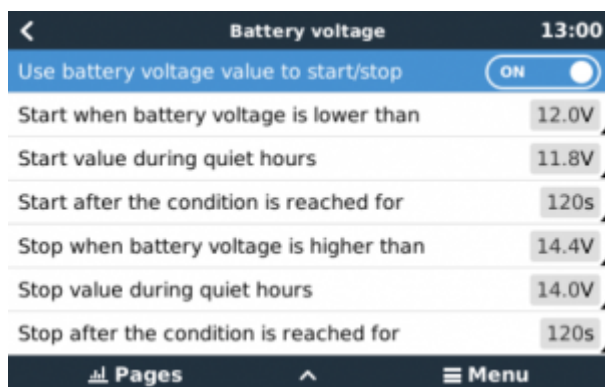 Battery voltage 13:00
Use battery voltage value to start/stop ON
Start when battery voltage is lower than 12.0V
Start value during quiet hours 11.8V
Start after the condition is reached for 120s
Stop when battery voltage is higher than 14.4V
Stop value during quiet hours 14.0V
Stop after the condition is reached for 120s
Pages Menu